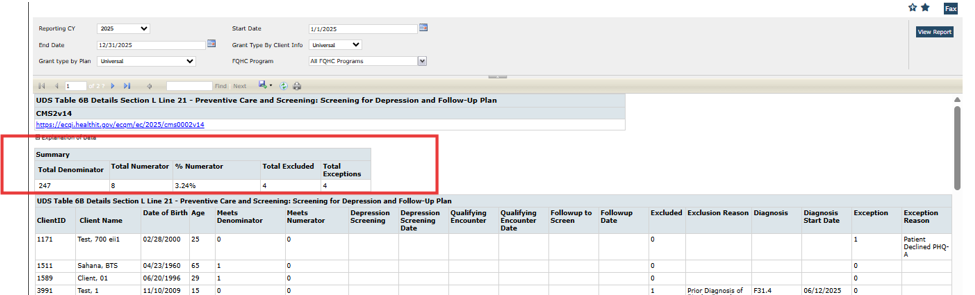 Fax
Reporting CY 2025 Start Date 1/1/2025 View Report
End Date 12/31/2025 Grant Type By Client Info Universal
Grant type by Plan Universal FQHC Program All FQHC Programs
1 Find Next
UDS Table 6B Details Section L Line 21 - Preventive Care and Screening: Screening for Depression and Follow-Up Plan
CMS2v14
https://ecqi.healthit.gov/ecqm/ec/2025/cms0002v14
Explanation of Data
Summary
Total Denominator Total Numerator % Numerator Total Excluded Total Exceptions
247 8 3.24% 4 4
UDS Table 6B Details Section L Line 21 - Preventive Care and Screening: Screening for Depression and Follow-Up Plan
ClientID Client Name Date of Birth Age Meets Denominator Meets Numerator Depression Screening Depression Screening Date Qualifying Encounter Qualifying Encounter Date Followup to Screen Followup Date Excluded Exclusion Reason Diagnosis Diagnosis Start Date Exception Exception Reason
1171 Test, 700 eii1 02/28/2000 25 0 0 0 1 Patient Declined PHQ-A
1511 Sahana, BTS 04/23/1960 65 1 0 0 0
1589 Client, 01 06/20/1996 29 1 0 0 0
3991 Test, 1 11/10/2009 15 0 0 1 Prior Diagnosis of F31.4 06/12/2025 0